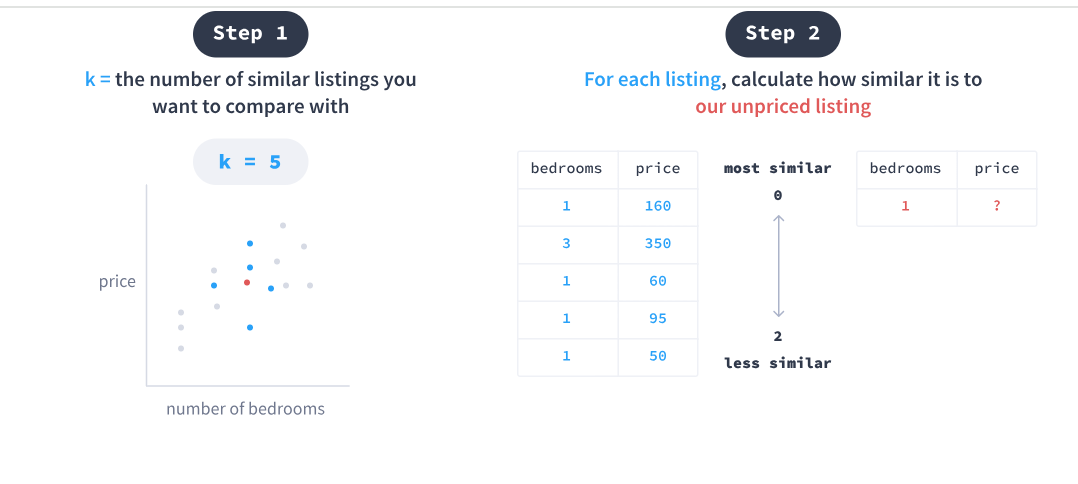 Step 1
k = the number of similar listings you
want to compare with
k = 5
price
number of bedrooms
Step 2
For each listing, calculate how similar it is to
our unpriced listing
bedrooms price
1 160
3 350
1 60
1 95
1 50
most similar
0
2
less similar
bedrooms price
1 ?